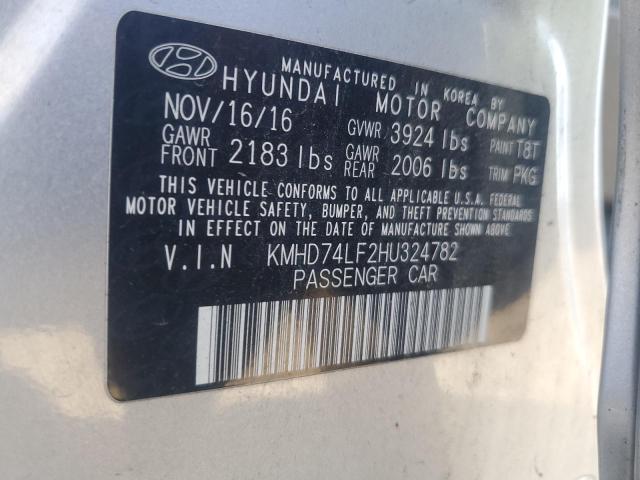 MANUFACTURED IN KOREA BY
HYUNDAI MOTOR COMPANY
NOV/16/16 GVWR 3924 lbs PAINT T8T
GAWR FRONT 2183 lbs GAWR REAR 2006 lbs TRIM PKG
THIS VEHICLE CONFORMS TO ALL APPLICABLE U.S.A. FEDERAL
MOTOR VEHICLE SAFETY, BUMPER, AND THEFT PREVENTION STANDARDS
IN EFFECT ON THE DATE OF MANUFACTURE SHOWN ABOVE.
V.I.N KMHD74LF2HU324782
PASSENGER CAR